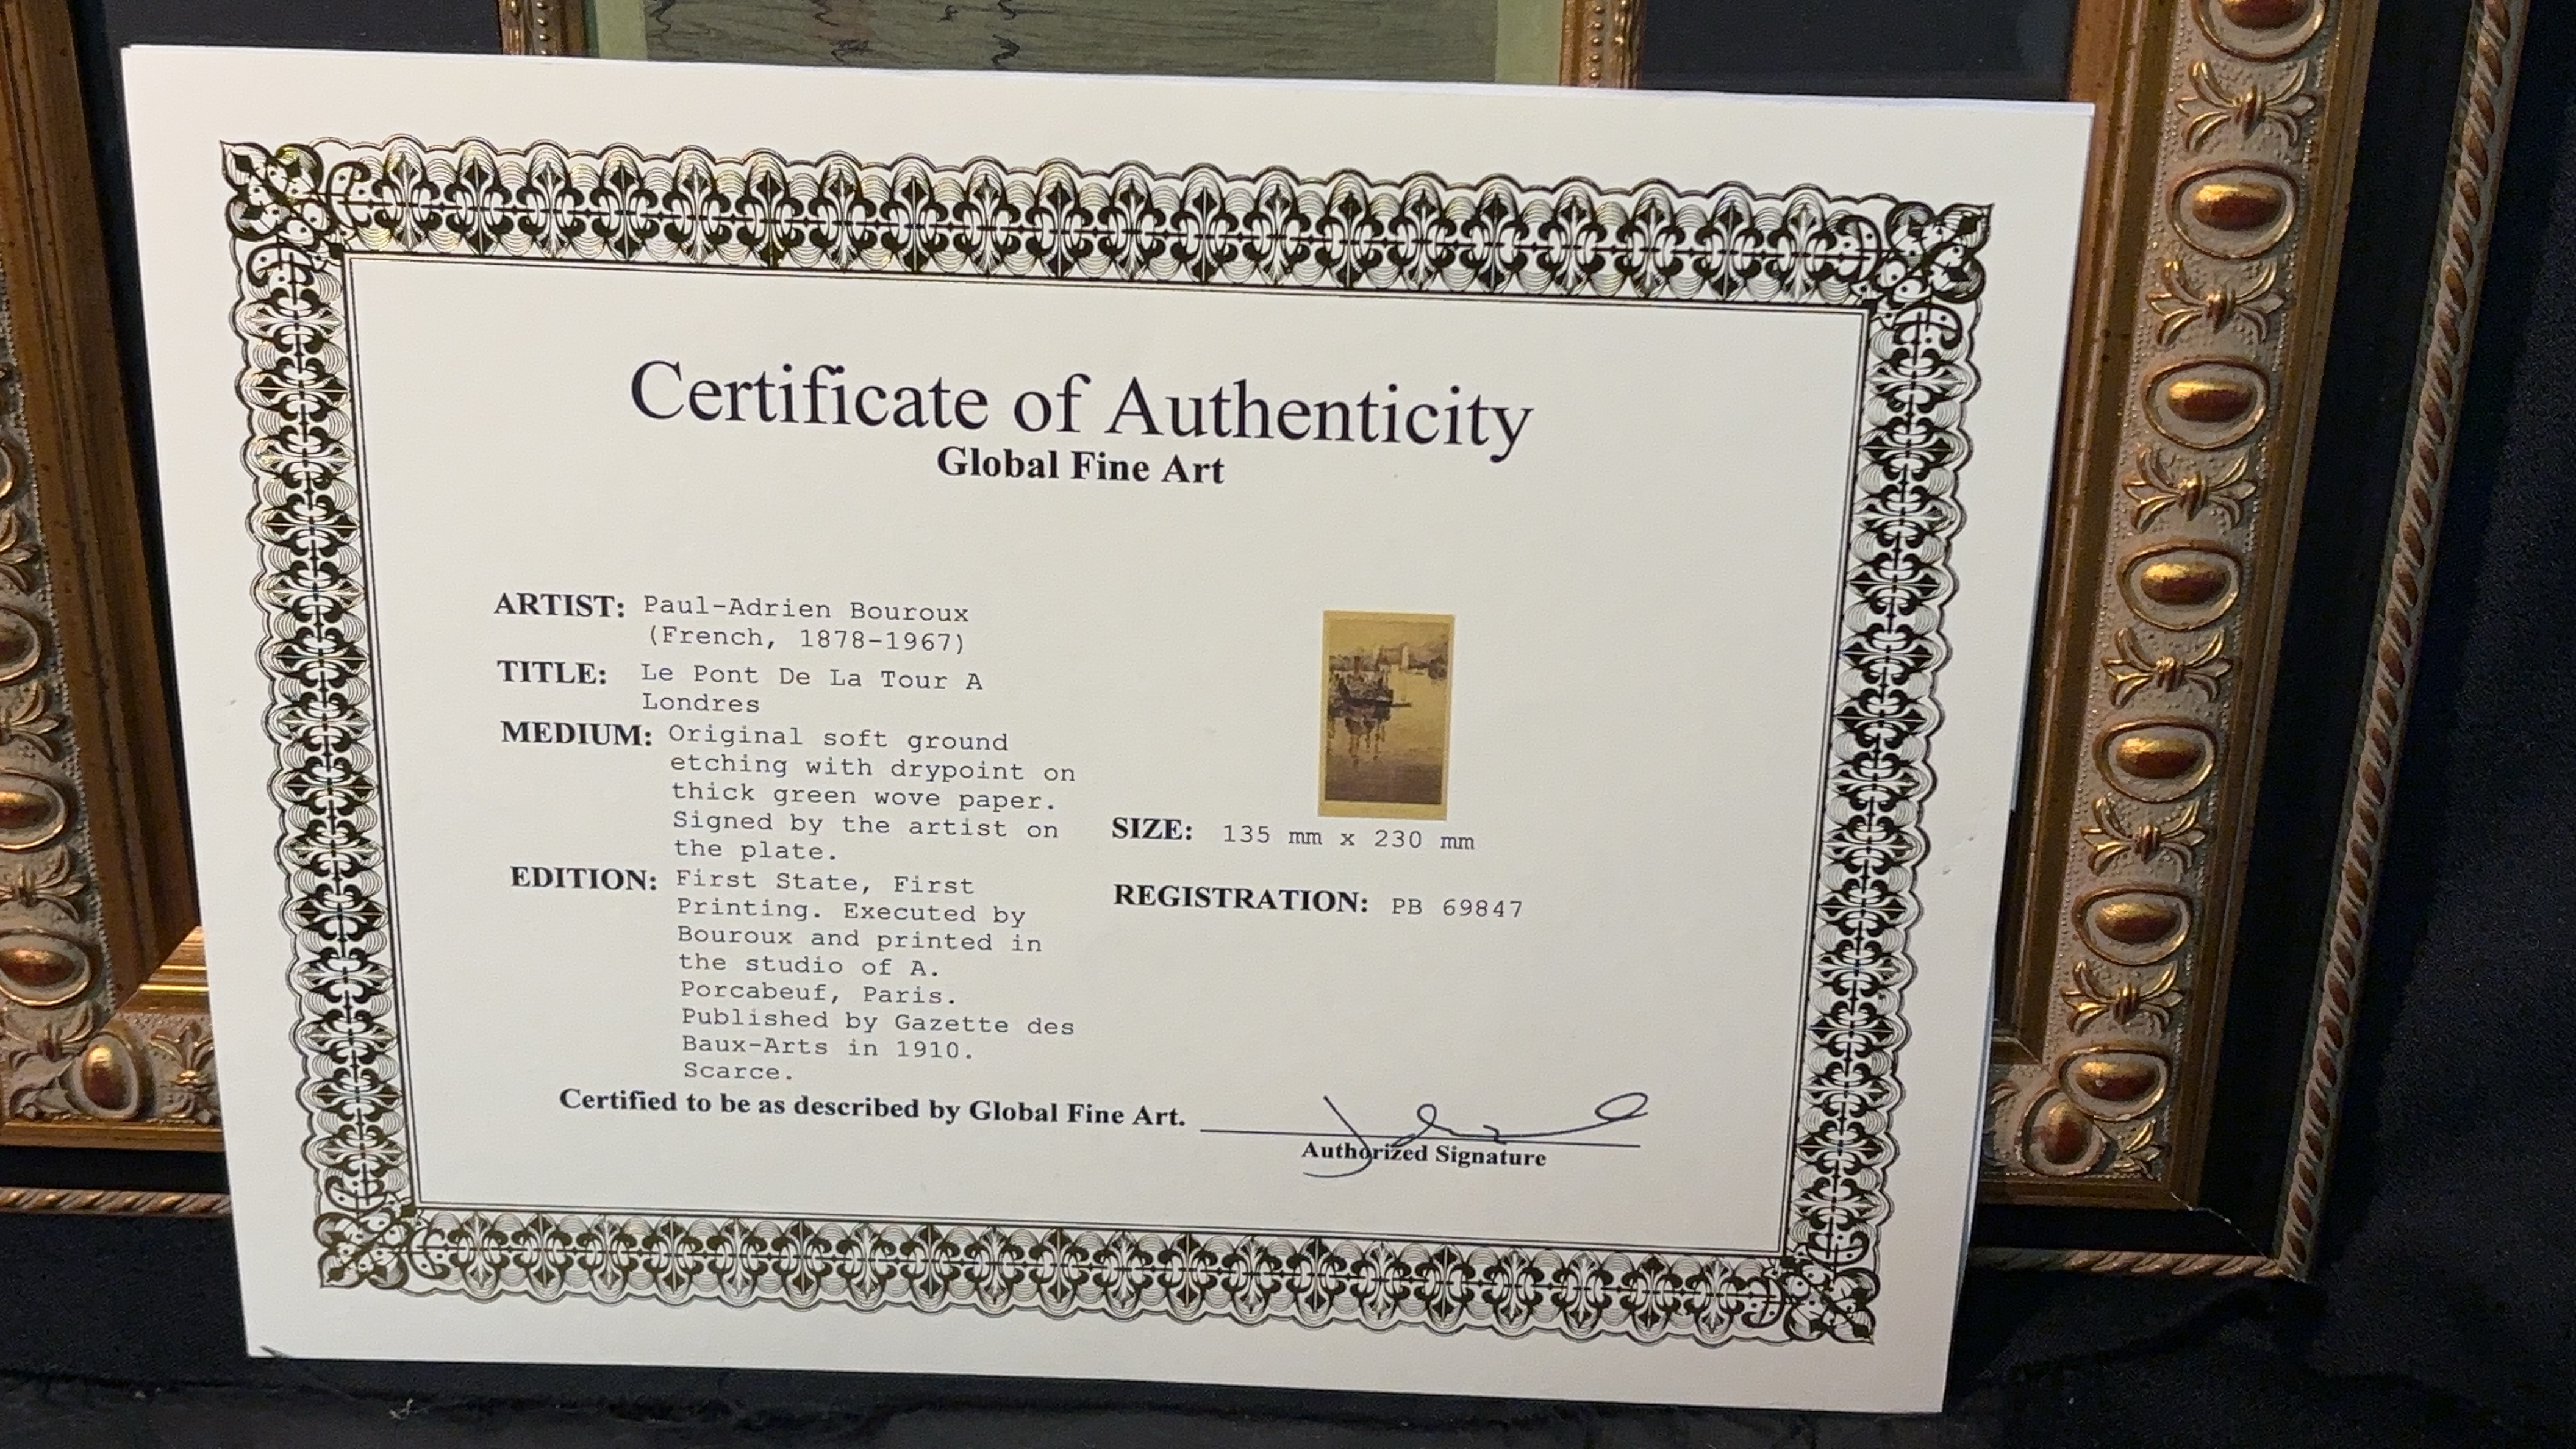 Certificate of Authenticity
Global Fine Art
ARTIST: Paul-Adrien Bouroux
(French, 1878-1967)
TITLE: Le Pont De La Tour A
Londres
MEDIUM: Original soft ground
etching with drypoint on
thick green wove paper.
Signed by the artist on
the plate.
EDITION: First State, First
Printing. Executed by
Bouroux and printed in
the studio of A.
Porcabeuf, Paris.
Published by Gazette des
Baux-Arts in 1910.
Scarce.
SIZE: 135 mm x 230 mm
REGISTRATION: PB 69847
Certified to be as described by Global Fine Art.
Authorized Signature